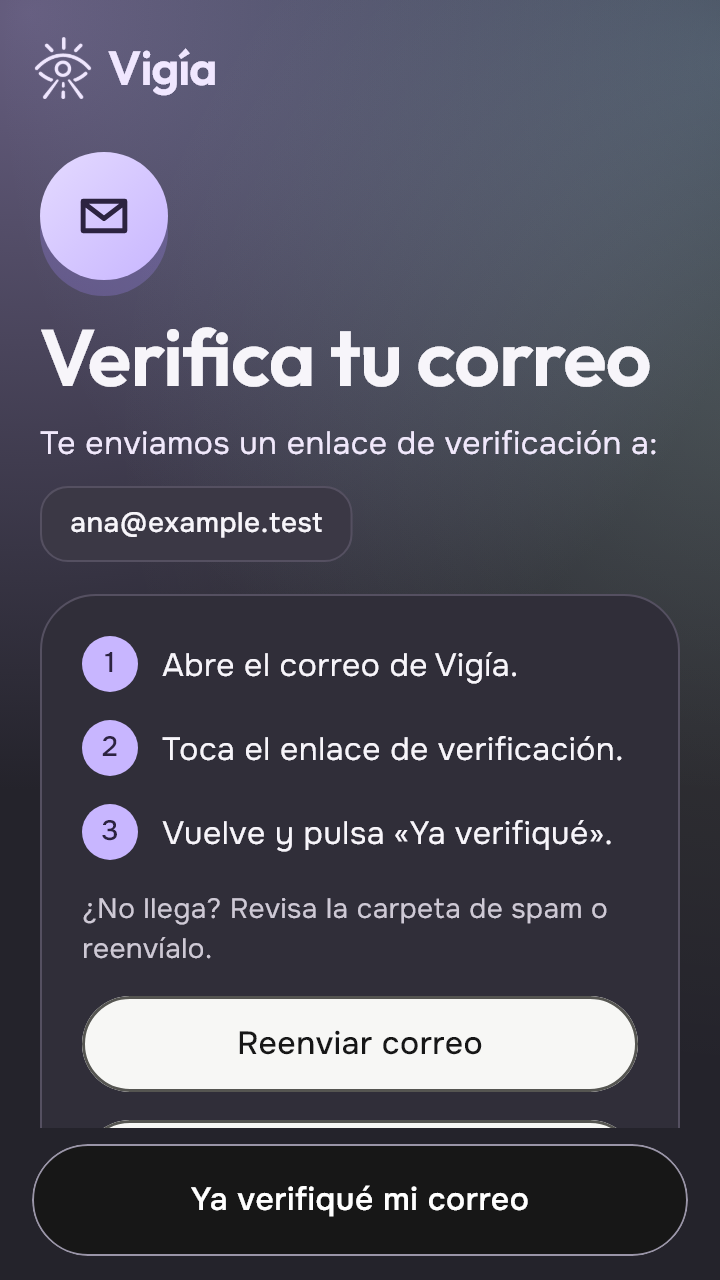 Vigía
Verifica tu correo
Te enviamos un enlace de verificación a:
ana@example.test
1 Abre el correo de Vigía.
2 Toca el enlace de verificación.
3 Vuelve y pulsa «Ya verifiqué».
¿No llega? Revisa la carpeta de spam o
reenvíalo.
Reenviar correo
Ya verifiqué mi correo